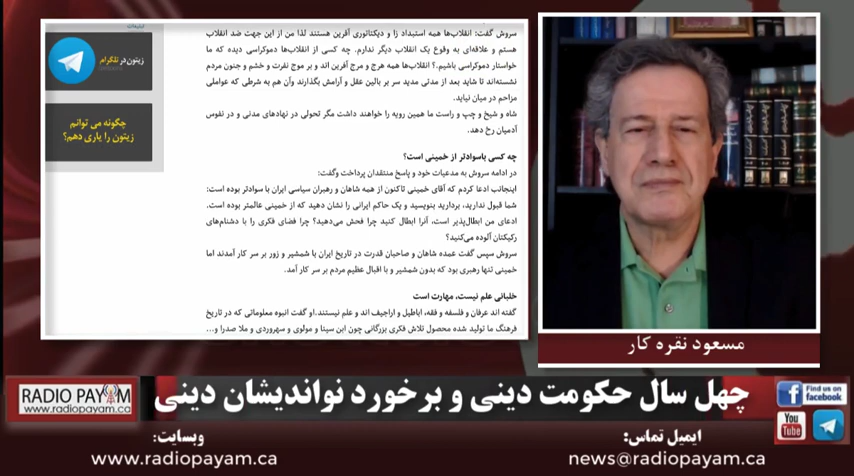 زیتون در تلگرام
چگونه می توانم
زیتون را یاری دهم؟
سروش گفت: انقلاب‌ها همه استبداد زا و دیکتاتوری آفرین هستند لذا من از این جهت ضد انقلاب
هستم و علاقه‌ای به وقوع یک انقلاب دیگر ندارم. چه کسی از انقلاب‌ها دموکراسی دیده که ما
خواستار دموکراسی باشیم.؟ انقلاب‌ها همه هرج و مرج آفرین اند و بر موج نفرت و خشم و جنون مردم
نشسته‌اند تا شاید بعد از مدتی مدید سر بر بالین عقل و آرامش بگذارند وآن هم به شرطی که عواملی
مزاحم در میان نیاید.
شاه و شیخ و چپ و راست ما همین رویه را خواهند داشت مگر تحولی در نهادهای مدنی و در نفوس
آدمیان رخ دهد.
چه کسی باسوادتر از خمینی است؟
در ادامه سروش به مدعیات خود و پاسخ منتقدان پرداخت وگفت:
اینجانب ادعا کردم که آقای خمینی تاکنون از همه شاهان و رهبران سیاسی ایران با سوادتر بوده است:
شما قبول ندارید، بردارید بنویسید و یک حاکم ایرانی را نشان دهید که از خمینی عالمتر بوده است.
ادعای من ابطال‌پذیر است، آنرا ابطال کنید چرا فحش می‌دهید؟ چرا فضای فکری را با دشنام‌های
رکیکتان آلوده می‌کنید؟
سروش سپس گفت عمده شاهان و صاحبان قدرت در تاریخ ایران با شمشیر و زور بر سر کار آمدند اما
خمینی تنها رهبری بود که بدون شمشیر و با اقبال عظیم مردم بر سر کار آمد.
خلبانی علم نیست، مهارت است
گفته اند عرفان و فلسفه و فقه، اباطیل و اراجیف اند و علم نیستند.او گفت انبوه معلوماتی که در تاریخ
فرهنگ ما تولید شده محصول تلاش فکری بزرگانی چون ابن سینا و مولوی و سهروردی و ملا صدرا و...
مسعود نقره کار
RADIO PAYAM
www.radiopayam.ca
چهل سال حکومت دینی و برخورد نواندیشان دینی
Find us on
facebook
You
Tube
وبسایت:
www.radiopayam.ca
ایمیل تماس:
news@radiopayam.ca